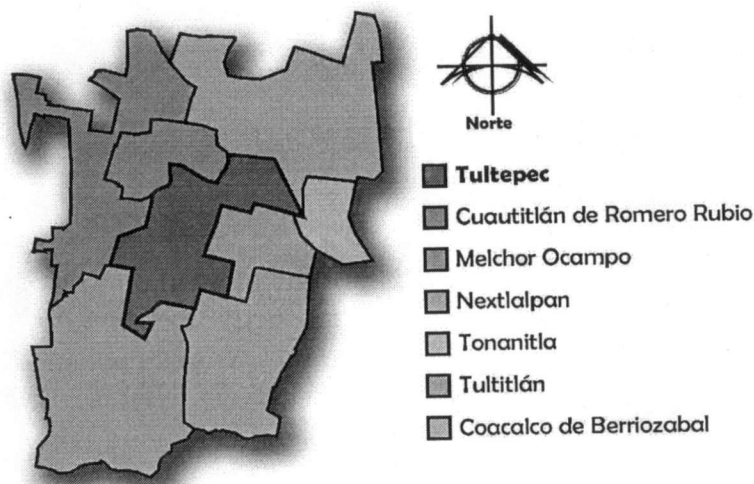 Norte
Tultepec
Cuautitlán de Romero Rubio
Melchor Ocampo
Nextlalpan
Tonanitla
Tultitlán
Coacalco de Berriozabal